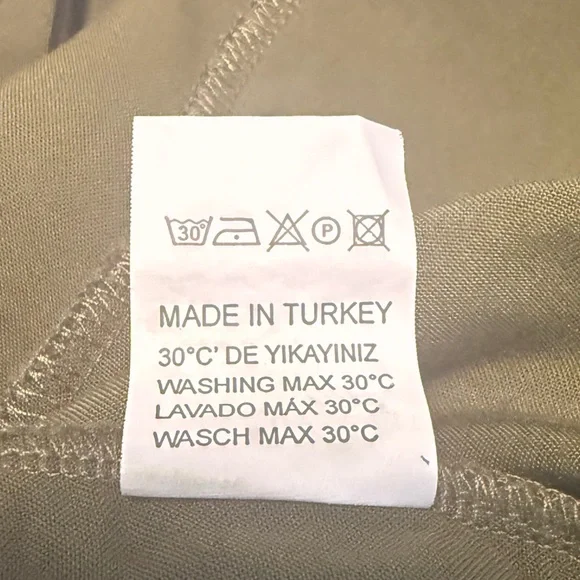 30° P
MADE IN TURKEY
30°C' DE YIKAYINIZ
WASHING MAX 30°C
LAVADO MÁX 30°C
WASCH MAX 30°C